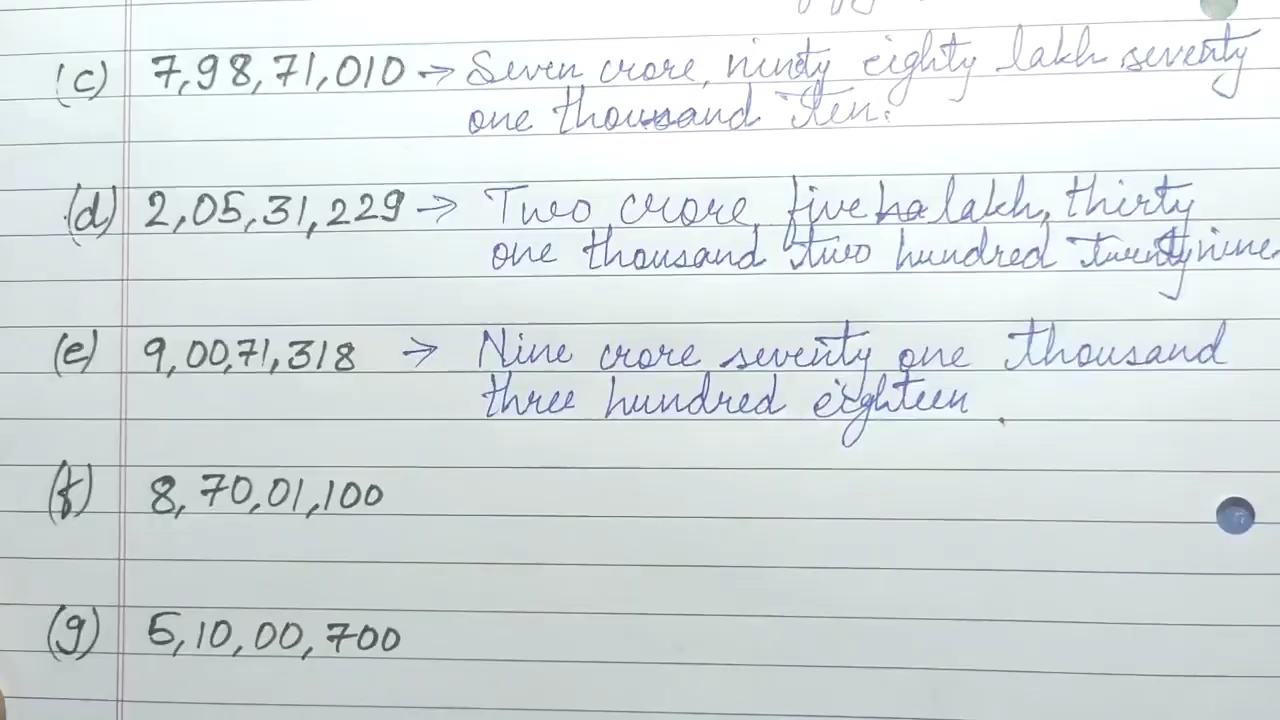 (c) 7,98,71,010 → Seven crore, ninety eighty lakh seventy
one thousand ten.
(d) 2,05,31,229 → Two crore, five ha lakh, thirty
one thousand two hundred twenty nine.
(e) 9,00,71,318 → Nine crore seventy one thousand
three hundred eighteen.
(f) 8,70,01,100
(g) 5,10,00,700